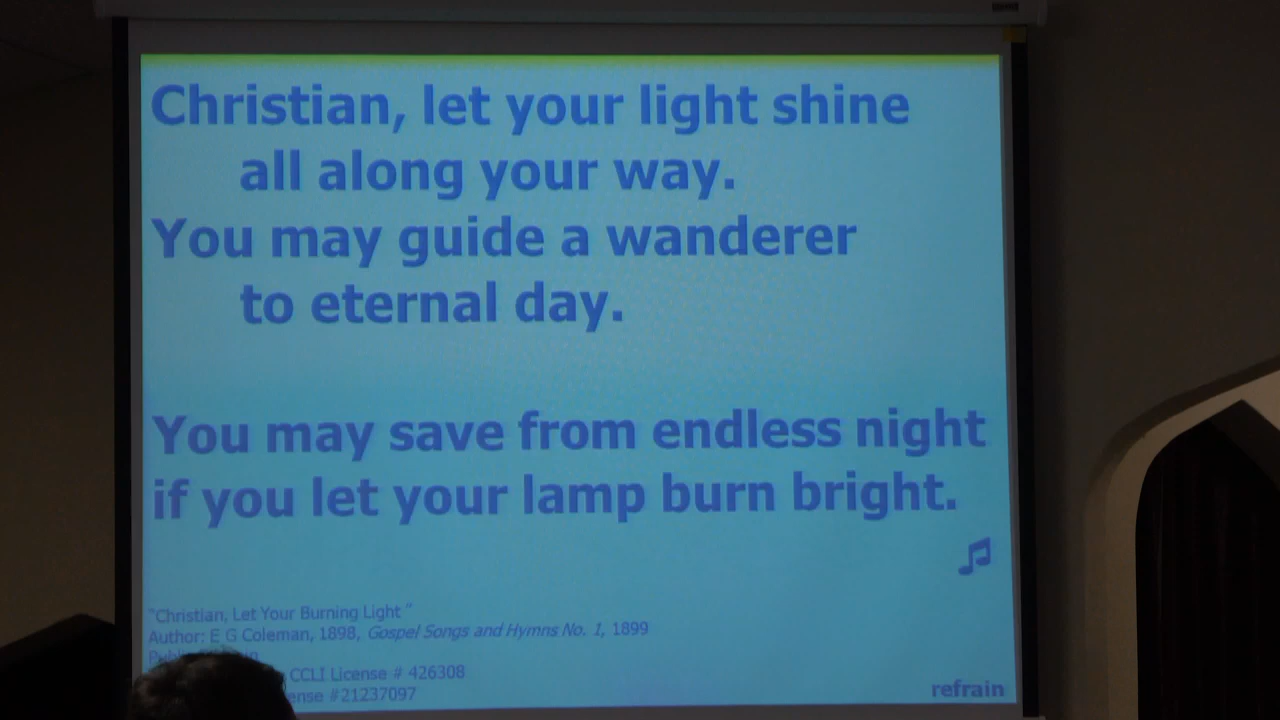 Christian, let your light shine
all along your way.
You may guide a wanderer
to eternal day.
You may save from endless night
if you let your lamp burn bright.
"Christian, Let Your Burning Light "
Author: E G Coleman, 1898, Gospel Songs and Hymns No. 1, 1899
CCLI License # 426308
#21237097
refrain